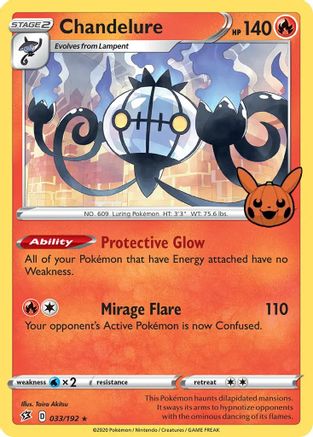 STAGE 2 Chandelure HP 140
Evolves from Lampent
NO. 609 Luring Pokémon HT: 3'3" WT: 75.6 lbs.
Ability Protective Glow
All of your Pokémon that have Energy attached have no
Weakness.
Mirage Flare 110
Your opponent's Active Pokémon is now Confused.
weakness ×2 resistance retreat
Illus. Taira Akitsu
D 033/192 ★
This Pokémon haunts dilapidated mansions.
It sways its arms to hypnotize opponents
with the ominous dancing of its flames.
©2020 Pokémon / Nintendo / Creatures / GAME FREAK